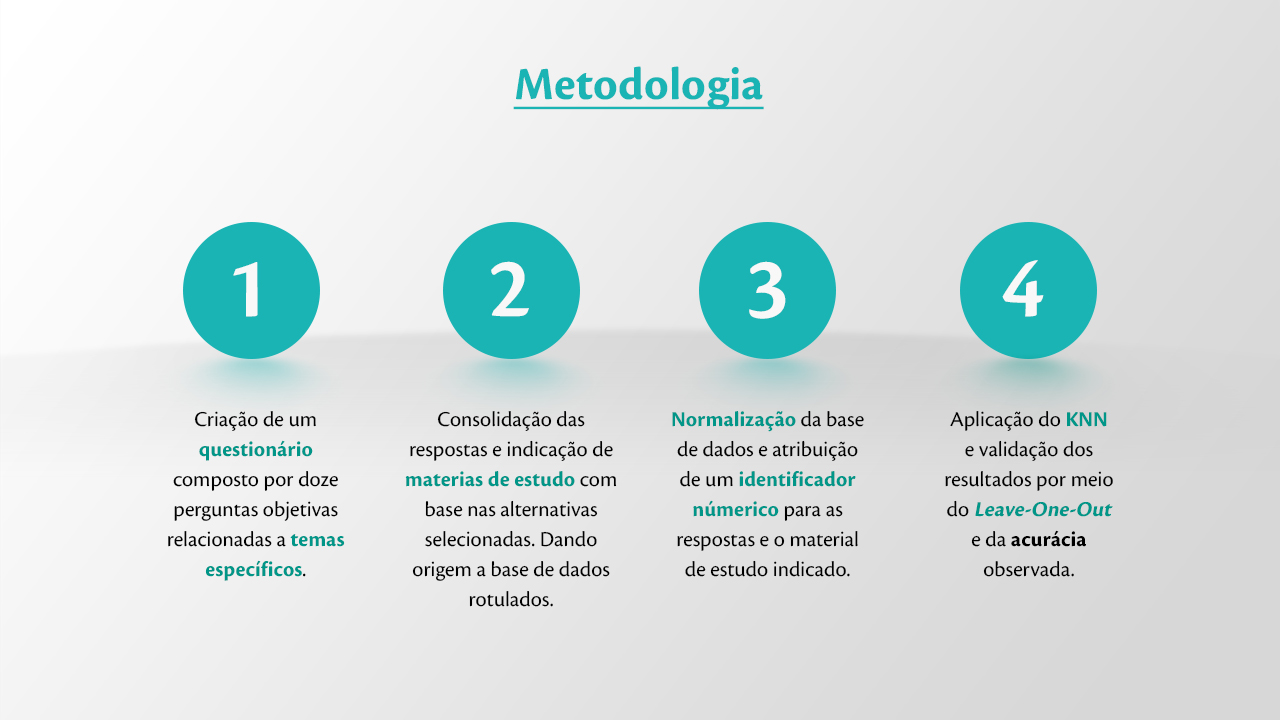 Metodologia
1
Criação de um
questionário
composto por doze
perguntas objetivas
relacionadas a temas
específicos.
2
Consolidação das
respostas e indicação de
materias de estudo com
base nas alternativas
selecionadas. Dando
origem a base de dados
rotulados.
3
Normalização da base
de dados e atribuição
de um identificador
númerico para as
respostas e o material
de estudo indicado.
4
Aplicação do KNN
e validação dos
resultados por meio
do Leave-One-Out
e da acurácia
observada.